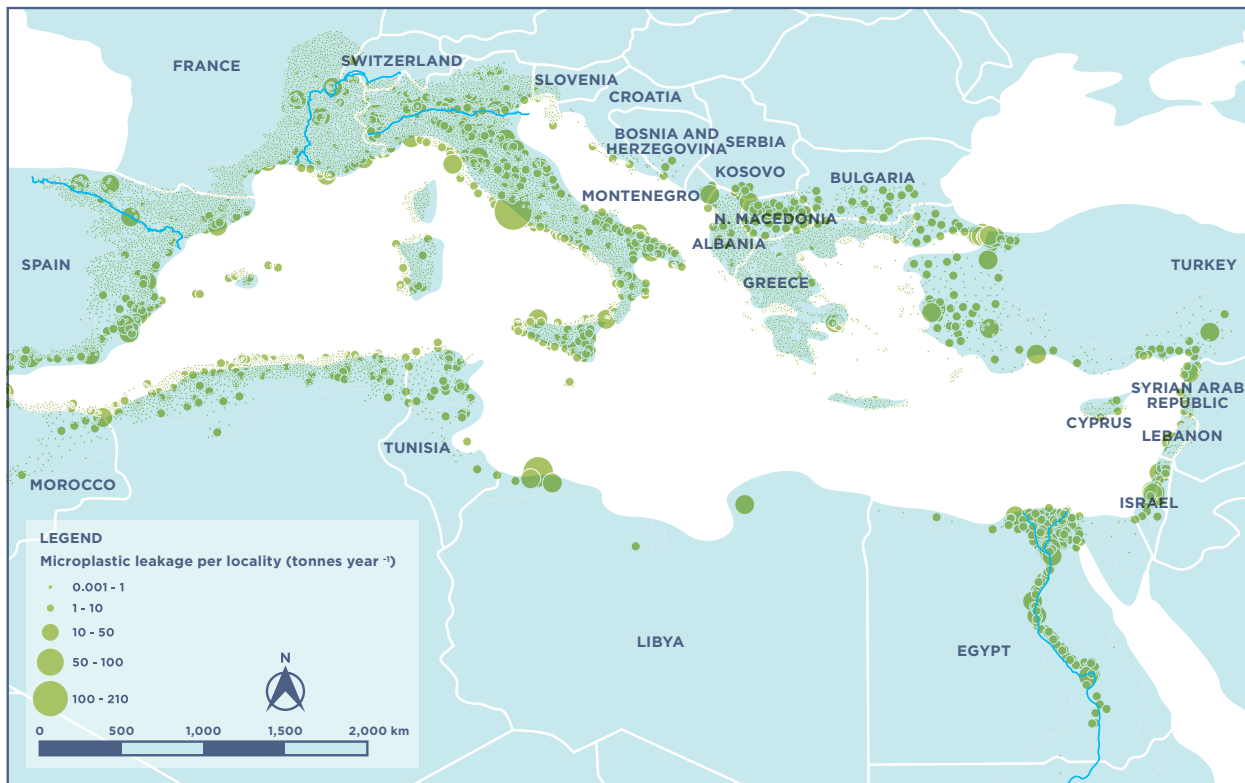 FRANCE
SWITZERLAND
SLOVENIA
CROATIA
BOSNIA AND
HERZEGOVINA
SERBIA
KOSOVO
BULGARIA
MONTENEGRO
N. MACEDONIA
ALBANIA
SPAIN
GREECE
TURKEY
SYRIAN ARAB
REPUBLIC
CYPRUS
LEBANON
TUNISIA
MOROCCO
ISRAEL
LIBYA
EGYPT
LEGEND
Microplastic leakage per locality (tonnes year ⁻¹)
0.001 - 1
1 - 10
10 - 50
50 - 100
100 - 210
N
0 500 1,000 1,500 2,000 km